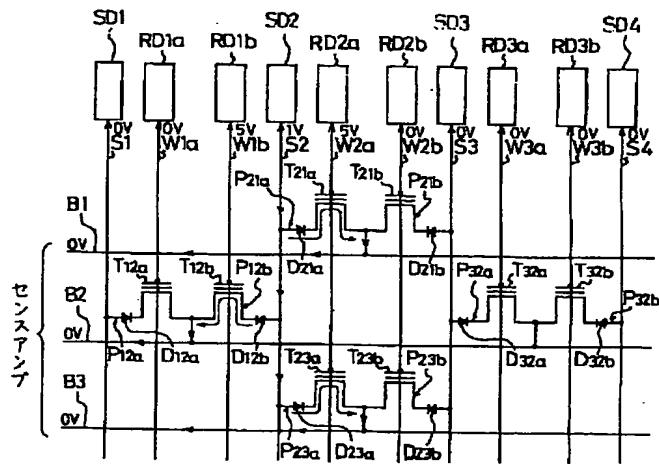 SD1 RD1a RD1b SD2 RD2a RD2b SD3 RD3a RD3b SD4
0V 0V 5V 1V 5V 0V 0V 0V 0V 0V
S1 W1a W1b S2 W2a W2b S3 W3a W3b S4
T21a T21b
P21a P21b
B1
0V
D21a D21b
T12a T12b P12b P32a T32a T32b P32b
B2
0V
P12a D12a D12b D32a D32b
T23a T23b P23b
B3
0V
P23a D23a D23b
センスアンプ